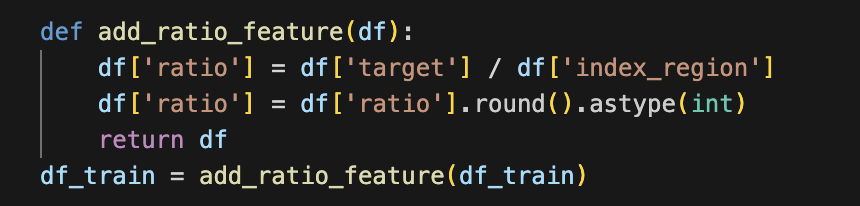 def add_ratio_feature(df):
    df['ratio'] = df['target'] / df['index_region']
    df['ratio'] = df['ratio'].round().astype(int)
    return df
df_train = add_ratio_feature(df_train)